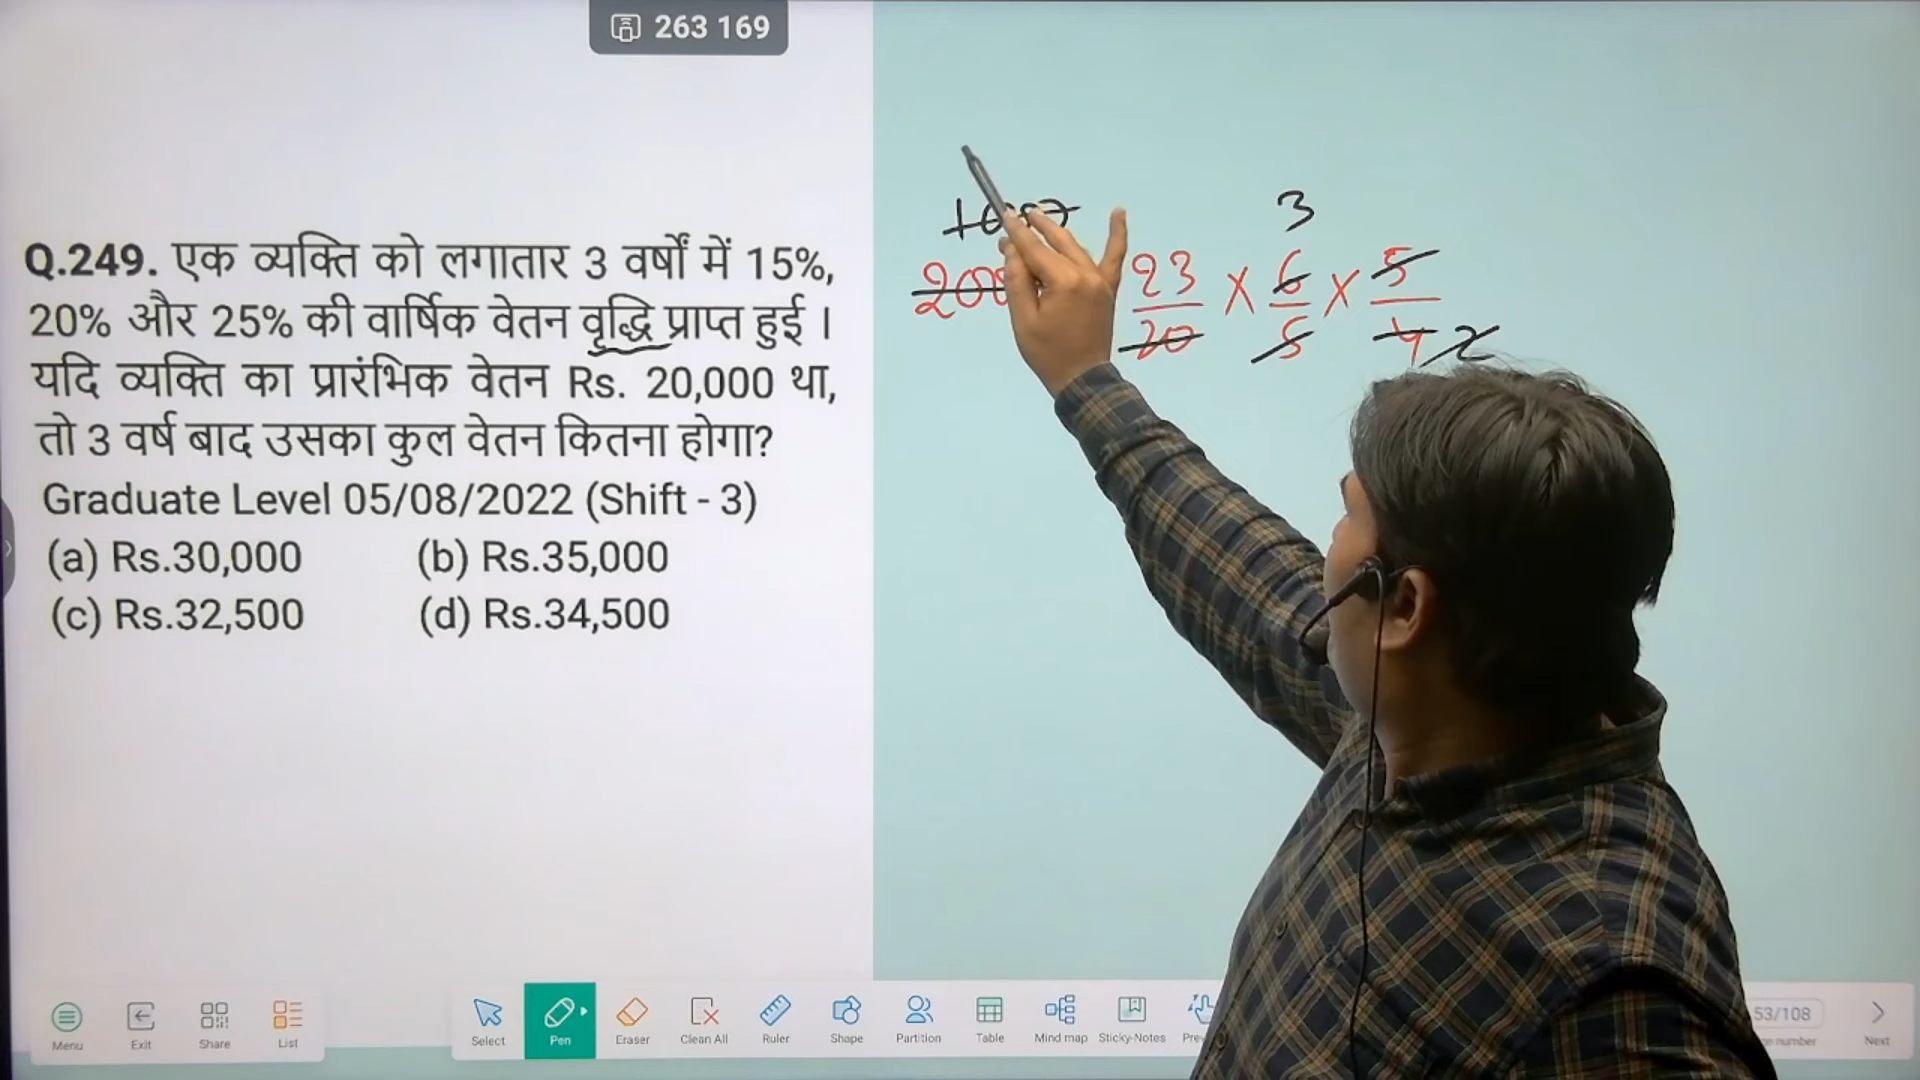 263 169
Q.249. एक व्यक्ति को लगातार 3 वर्षों में 15%,
20% और 25% की वार्षिक वेतन वृद्धि प्राप्त हुई ।
यदि व्यक्ति का प्रारंभिक वेतन Rs. 20,000 था,
तो 3 वर्ष बाद उसका कुल वेतन कितना होगा?
Graduate Level 05/08/2022 (Shift - 3)
(a) Rs.30,000 (b) Rs.35,000
(c) Rs.32,500 (d) Rs.34,500
3
23 × 6 × 5
20 5 4 2
Menu Exit Share List Select Pen Eraser Clean All Ruler Shape Partition Table Mind map Sticky-Notes
53/108
number Next